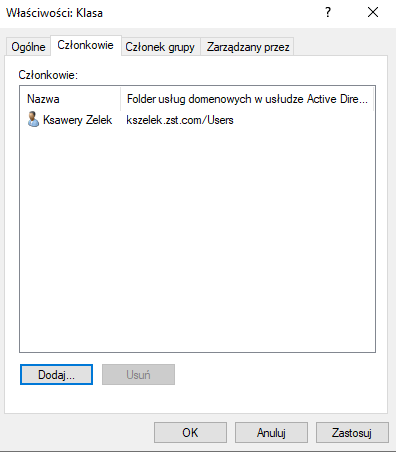 Właściwości: Klasa
?
Ogólne Członkowie Członek grupy Zarządzany przez
Członkowie:
Nazwa Folder usług domenowych w usłudze Active Dire...
Ksawery Zelek kszelek.zst.com/Users
Dodaj... Usuń
OK Anuluj Zastosuj